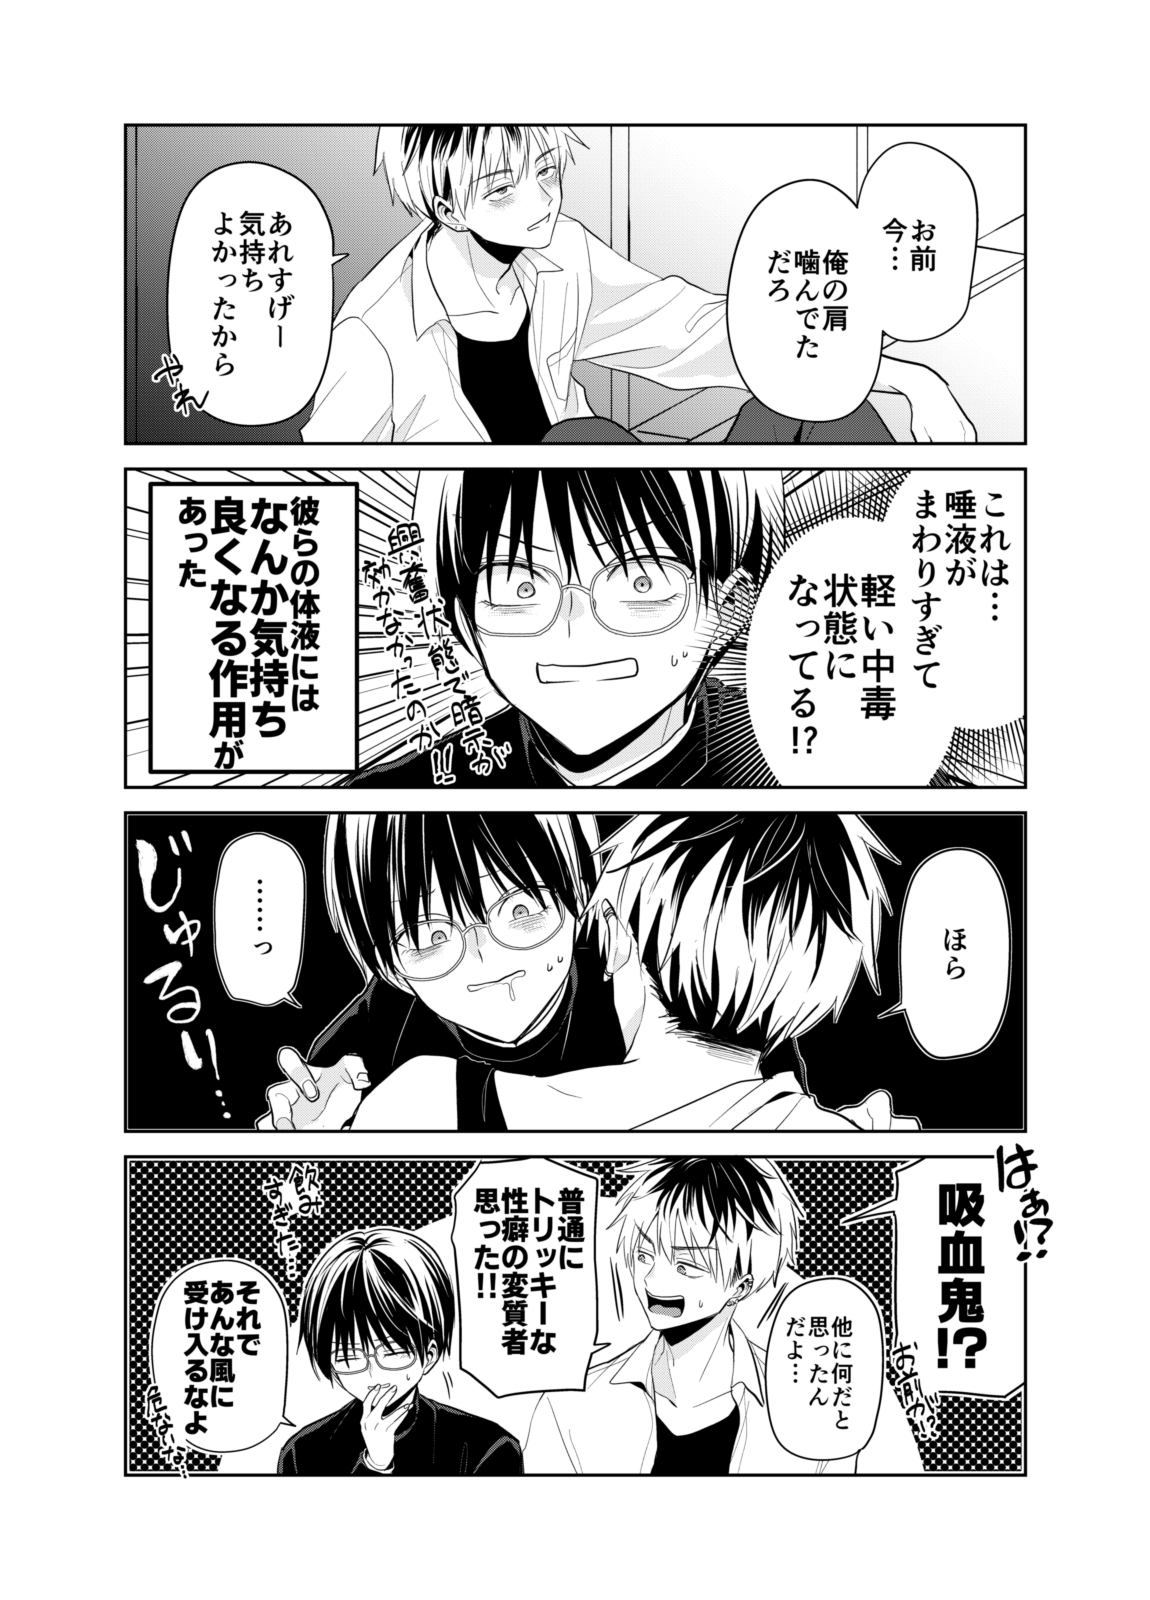 お前
今…
俺の肩
噛んでた
だろ
あれすげー
気持ち
よかったから
やれ
これは…
唾液が
まわりすぎて
軽い中毒
状態に
なってる!?
興奮状態で暗示が
効かなかったのか!!
彼らの体液には
なんか気持ち
良くなる作用が
あった
ほら
……っ
じゅるり…
はぁ!?
吸血鬼!?
お前が!?
他に何だと
思ったん
だよ…
普通に
トリッキーな
性癖の変質者
思った!!
飲み
すぎた…
それで
あんな風に
受け入るなよ
危ないな…